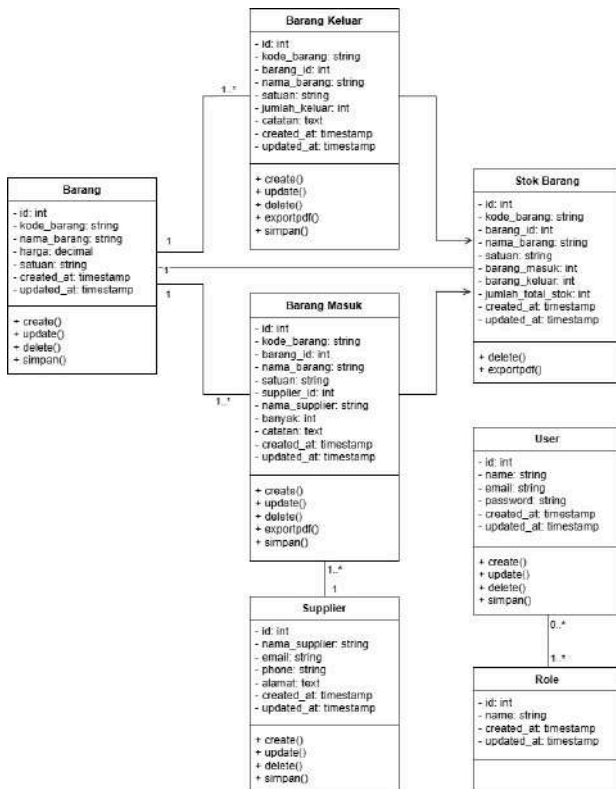 Barang Keluar
- id: int
- kode_barang: string
- barang_id: int
- nama_barang: string
- satuan: string
- jumlah_keluar: int
- catatan: text
- created_at: timestamp
- updated_at: timestamp
+ create()
+ update()
+ delete()
+ exportpdf()
+ simpan()
1..*
Barang
- id: int
- kode_barang: string
- nama_barang: string
- harga: decimal
- satuan: string
- created_at: timestamp
- updated_at: timestamp
+ create()
+ update()
+ delete()
+ simpan()
1
1
1
Stok Barang
- id: int
- kode_barang: string
- barang_id: int
- nama_barang: string
- satuan: string
- barang_masuk: int
- barang_keluar: int
- jumlah_total_stok: int
- created_at: timestamp
- updated_at: timestamp
+ delete()
+ exportpdf()
Barang Masuk
- id: int
- kode_barang: string
- barang_id: int
- nama_barang: string
- satuan: string
- supplier_id: int
- nama_supplier: string
- banyak: int
- catatan: text
- created_at: timestamp
- updated_at: timestamp
+ create()
+ update()
+ delete()
+ exportpdf()
+ simpan()
1..*
1..*
1
User
- id: int
- name: string
- email: string
- password: string
- created_at: timestamp
- updated_at: timestamp
+ create()
+ update()
+ delete()
+ simpan()
0..*
1..*
Supplier
- id: int
- nama_supplier: string
- email: string
- phone: string
- alamat: text
- created_at: timestamp
- updated_at: timestamp
+ create()
+ update()
+ delete()
+ simpan()
Role
- id: int
- name: string
- created_at: timestamp
- updated_at: timestamp